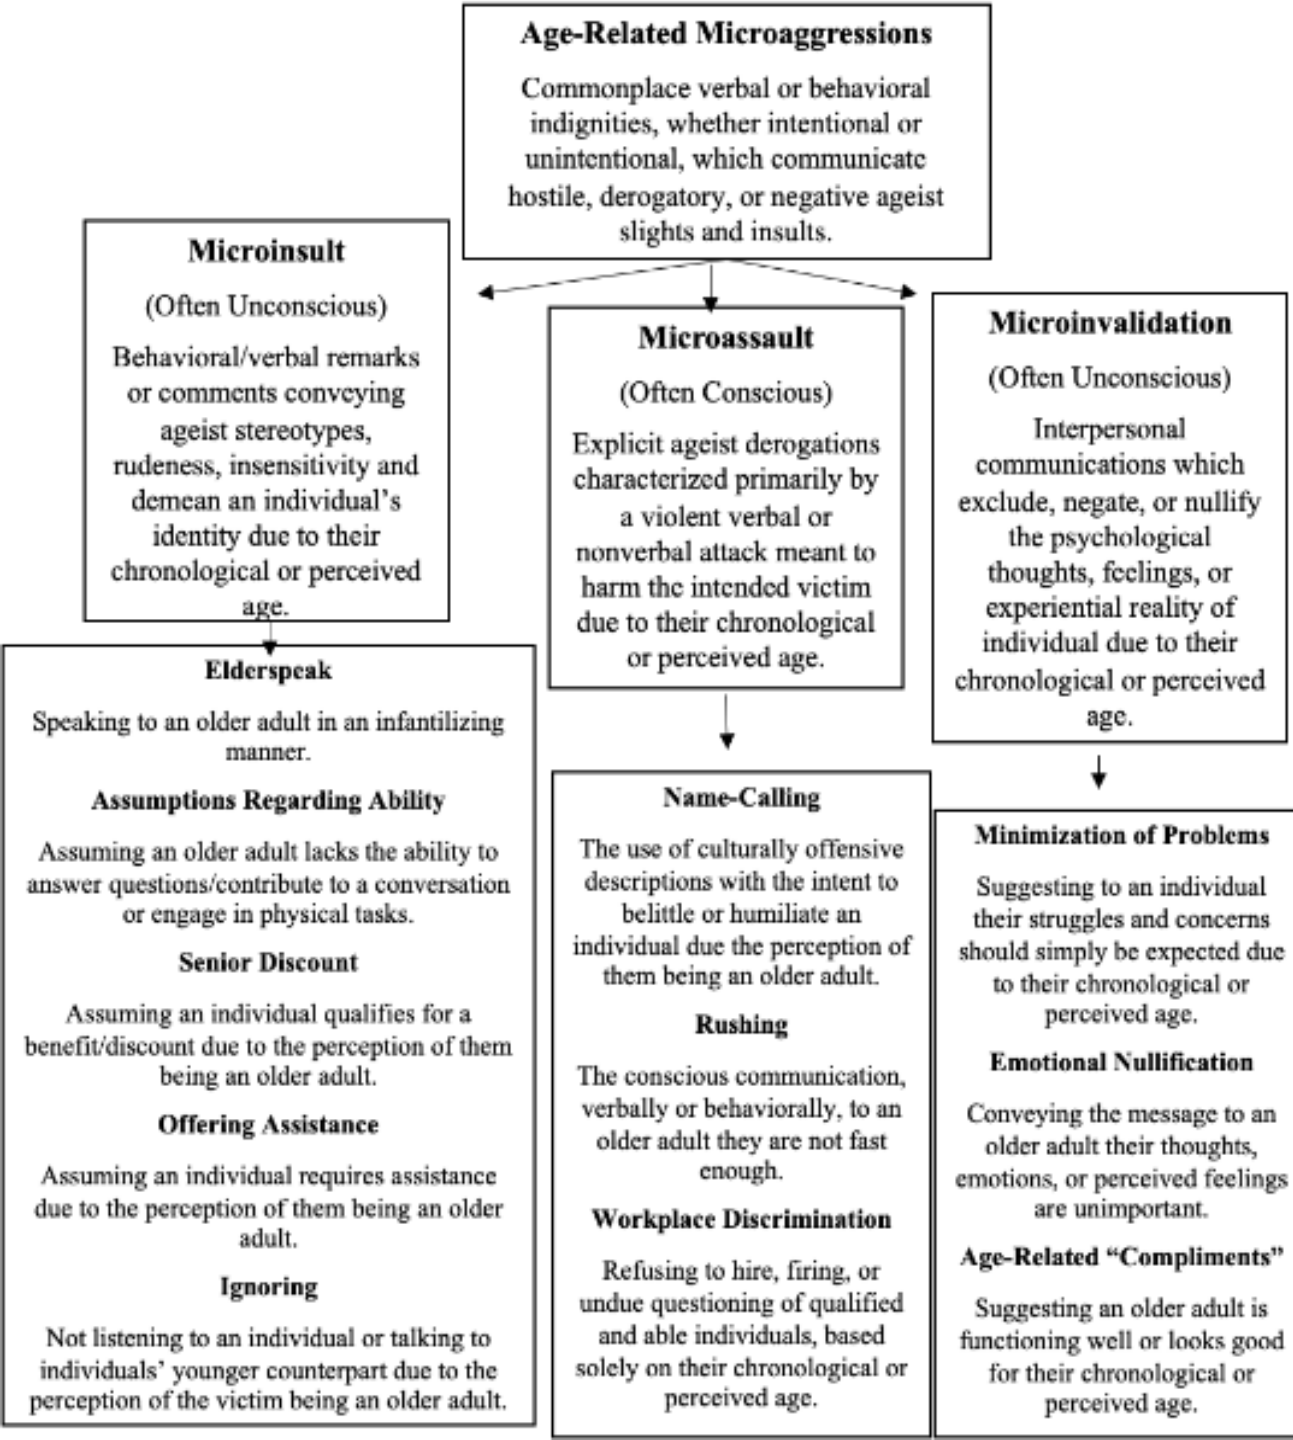 Age-Related Microaggressions
Commonplace verbal or behavioral
indignities, whether intentional or
unintentional, which communicate
hostile, derogatory, or negative ageist
slights and insults.
Microinsult
(Often Unconscious)
Behavioral/verbal remarks
or comments conveying
ageist stereotypes,
rudeness, insensitivity and
demean an individual's
identity due to their
chronological or perceived
age.
Microassault
(Often Conscious)
Explicit ageist derogations
characterized primarily by
a violent verbal or
nonverbal attack meant to
harm the intended victim
due to their chronological
or perceived age.
Microinvalidation
(Often Unconscious)
Interpersonal
communications which
exclude, negate, or nullify
the psychological
thoughts, feelings, or
experiential reality of
individual due to their
chronological or perceived
age.
Elderspeak
Speaking to an older adult in an infantilizing
manner.
Assumptions Regarding Ability
Assuming an older adult lacks the ability to
answer questions/contribute to a conversation
or engage in physical tasks.
Senior Discount
Assuming an individual qualifies for a
benefit/discount due to the perception of them
being an older adult.
Offering Assistance
Assuming an individual requires assistance
due to the perception of them being an older
adult.
Ignoring
Not listening to an individual or talking to
individuals' younger counterpart due to the
perception of the victim being an older adult.
Name-Calling
The use of culturally offensive
descriptions with the intent to
belittle or humiliate an
individual due the perception of
them being an older adult.
Rushing
The conscious communication,
verbally or behaviorally, to an
older adult they are not fast
enough.
Workplace Discrimination
Refusing to hire, firing, or
undue questioning of qualified
and able individuals, based
solely on their chronological or
perceived age.
Minimization of Problems
Suggesting to an individual
their struggles and concerns
should simply be expected due
to their chronological or
perceived age.
Emotional Nullification
Conveying the message to an
older adult their thoughts,
emotions, or perceived feelings
are unimportant.
Age-Related “Compliments”
Suggesting an older adult is
functioning well or looks good
for their chronological or
perceived age.